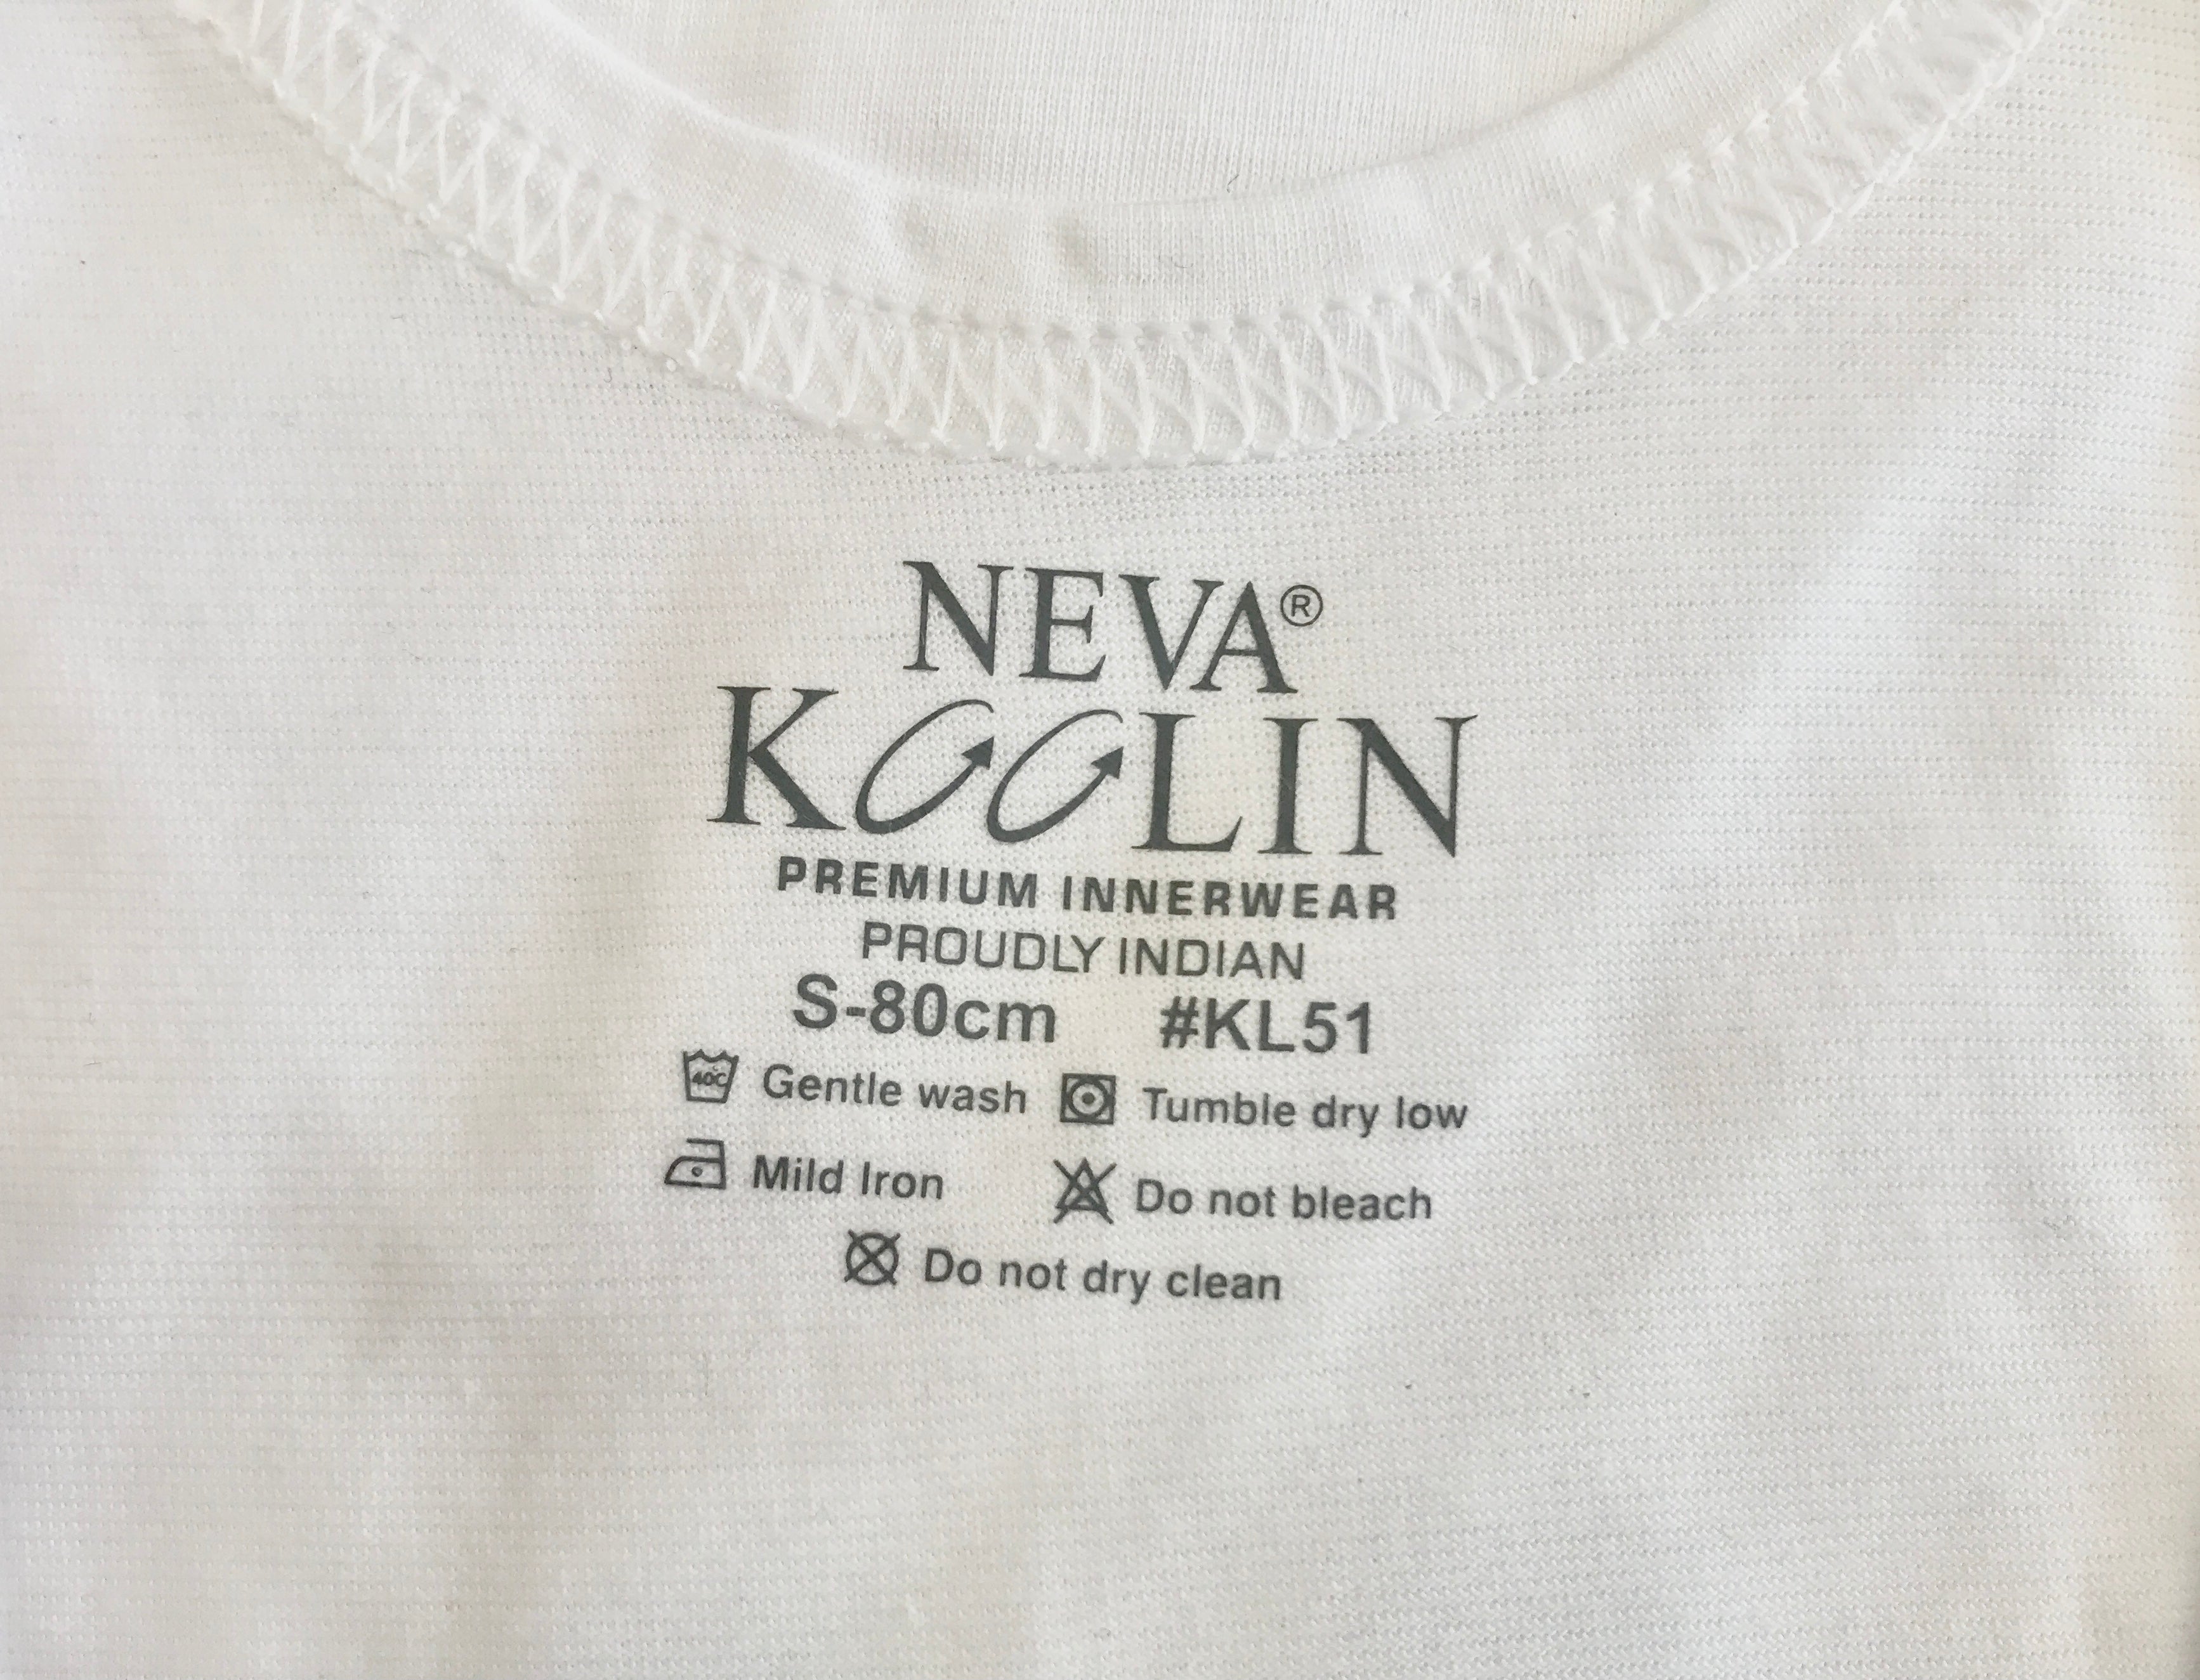 NEVA®
KOOLIN
PREMIUM INNERWEAR
PROUDLY INDIAN
S-80cm #KL51
40C Gentle wash Tumble dry low
Mild Iron Do not bleach
Do not dry clean